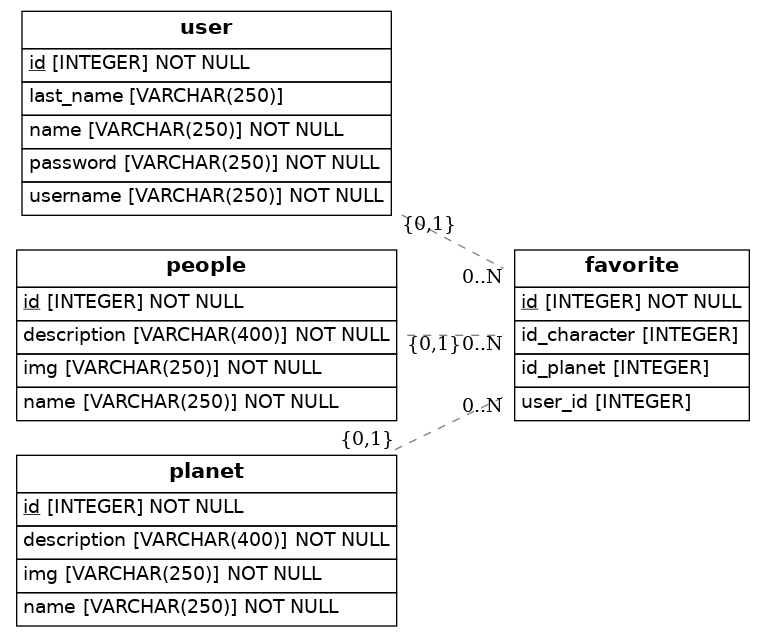 user
id [INTEGER] NOT NULL
last_name [VARCHAR(250)]
name [VARCHAR(250)] NOT NULL
password [VARCHAR(250)] NOT NULL
username [VARCHAR(250)] NOT NULL
{0,1}
0..N
people
id [INTEGER] NOT NULL
description [VARCHAR(400)] NOT NULL
img [VARCHAR(250)] NOT NULL
name [VARCHAR(250)] NOT NULL
{0,1}
0..N
favorite
id [INTEGER] NOT NULL
id_character [INTEGER]
id_planet [INTEGER]
user_id [INTEGER]
0..N
{0,1}
planet
id [INTEGER] NOT NULL
description [VARCHAR(400)] NOT NULL
img [VARCHAR(250)] NOT NULL
name [VARCHAR(250)] NOT NULL